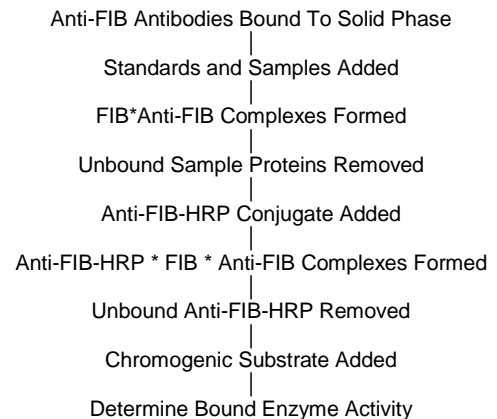 Anti-FIB Antibodies Bound To Solid Phase
Standards and Samples Added
FIB*Anti-FIB Complexes Formed
Unbound Sample Proteins Removed
Anti-FIB-HRP Conjugate Added
Anti-FIB-HRP * FIB * Anti-FIB Complexes Formed
Unbound Anti-FIB-HRP Removed
Chromogenic Substrate Added
Determine Bound Enzyme Activity